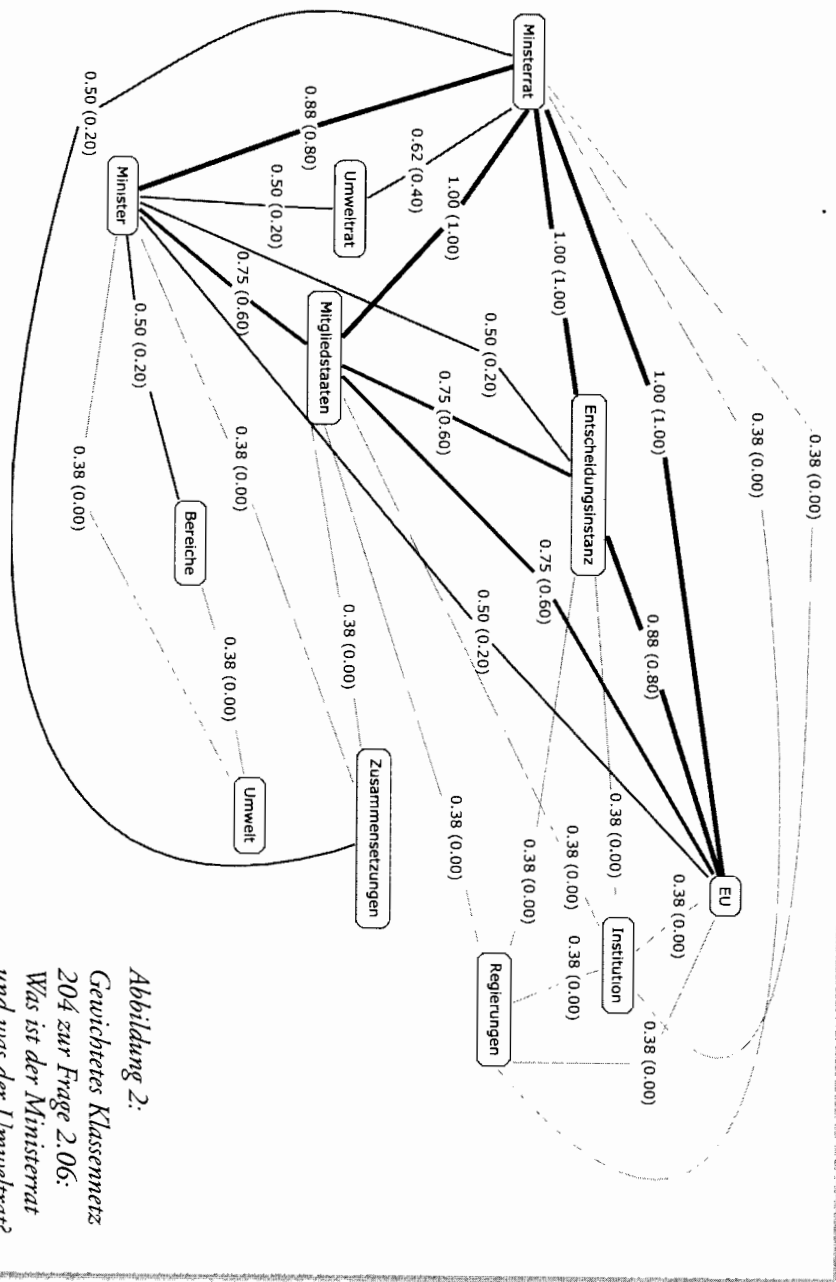 Minsterrat
0.50 (0.20)
0.88 (0.80)
0.62 (0.40)
1.00 (1.00)
1.00 (1.00)
1.00 (1.00)
0.38 (0.00)
0.38 (0.00)
Umweltrat
Minister
0.50 (0.20)
0.75 (0.60)
Mitgliedstaaten
0.50 (0.20)
0.75 (0.60)
Entscheidungsinstanz
0.50 (0.20)
0.38 (0.00)
0.38 (0.00)
Bereiche
0.75 (0.60)
0.50 (0.20)
0.88 (0.80)
0.38 (0.00)
0.38 (0.00)
Umwelt
Zusammensetzungen
0.38 (0.00)
0.38 (0.00)
0.38 (0.00)
0.38 (0.00)
EU
0.38 (0.00)
Institution
0.38 (0.00)
Regierungen
0.38 (0.00)
Abbildung 2:
Gewichtetes Klassennetz
204 zur Frage 2.06:
Was ist der Ministerrat
und was der Umweltrat?